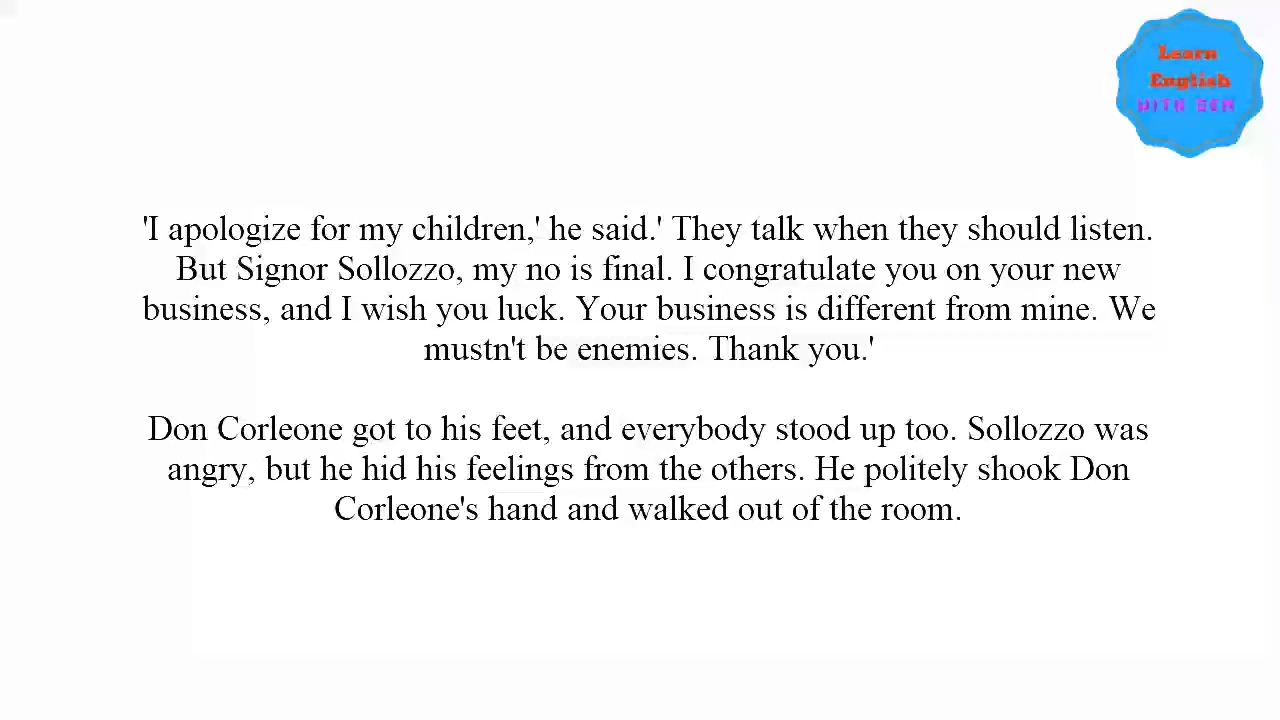 Learn
English
WITH GEM
'I apologize for my children,' he said.' They talk when they should listen.
But Signor Sollozzo, my no is final. I congratulate you on your new
business, and I wish you luck. Your business is different from mine. We
mustn't be enemies. Thank you.'
Don Corleone got to his feet, and everybody stood up too. Sollozzo was
angry, but he hid his feelings from the others. He politely shook Don
Corleone's hand and walked out of the room.